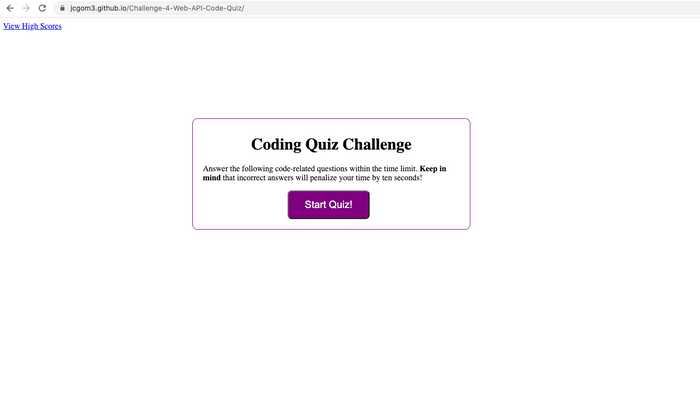 jcgom3.github.io/Challenge-4-Web-API-Code-Quiz/
View High Scores
Coding Quiz Challenge
Answer the following code-related questions within the time limit. Keep in
mind that incorrect answers will penalize your time by ten seconds!
Start Quiz!